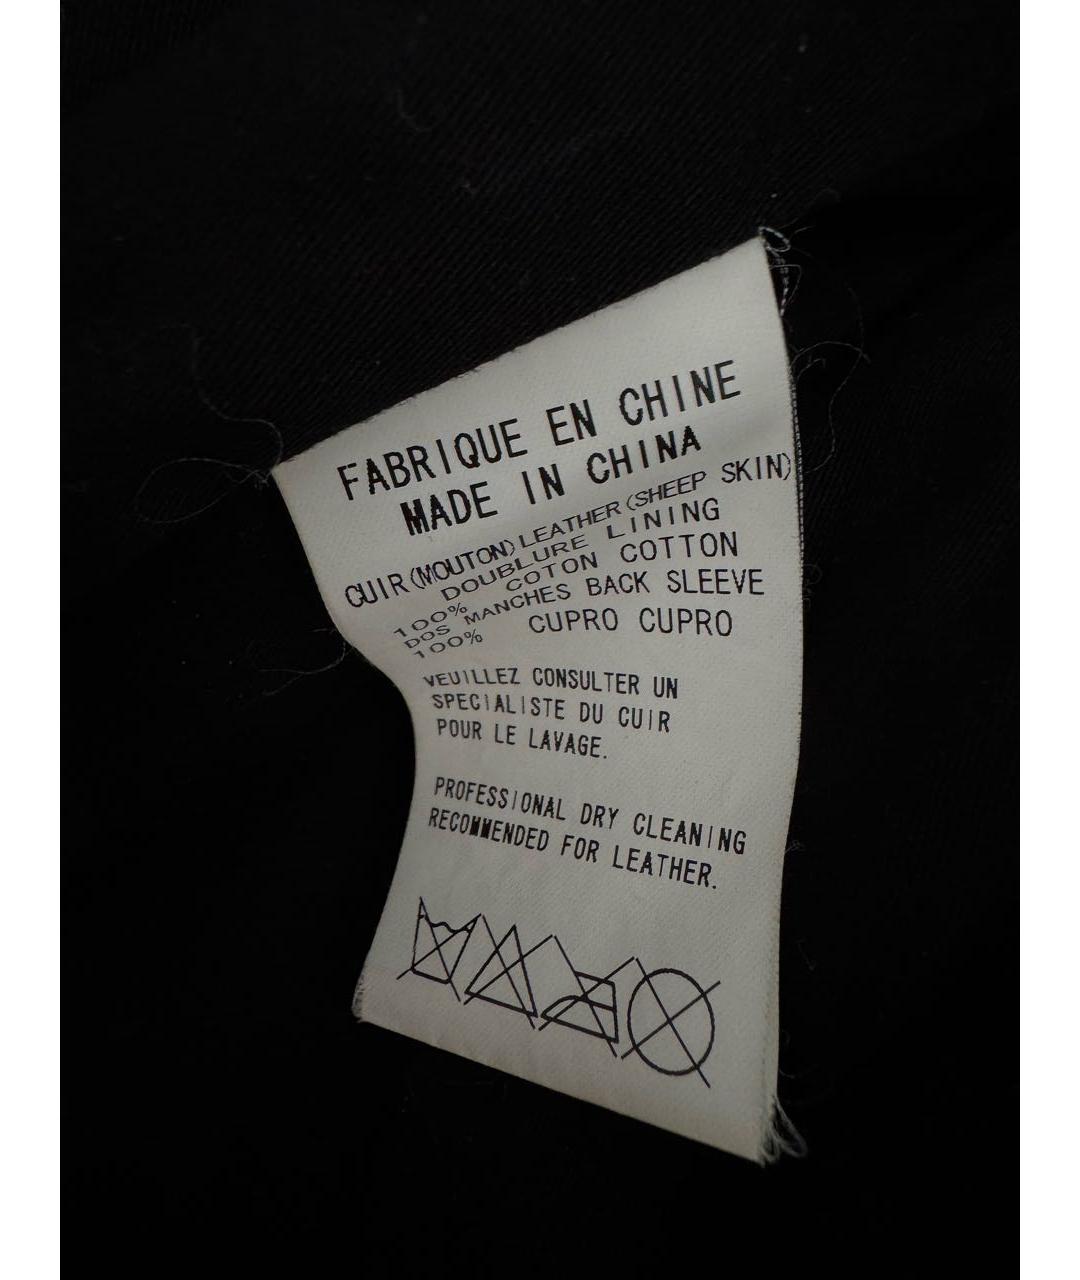 FABRIQUE EN CHINE
MADE IN CHINA
CUIR(MOUTON)LEATHER(SHEEP SKIN)
DOUBLURE LINING
100% COTON COTTON
DOS MANCHES BACK SLEEVE
100% CUPRO CUPRO
VEUILLEZ CONSULTER UN
SPECIALISTE DU CUIR
POUR LE LAVAGE.
PROFESSIONAL DRY CLEANING
RECOMMENDED FOR LEATHER.